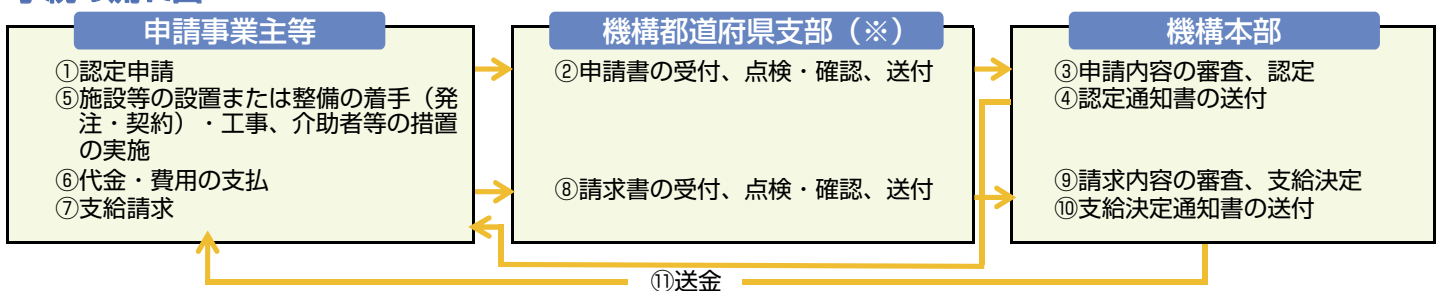 申請事業主等
①認定申請
⑤施設等の設置または整備の着手（発
注・契約）・工事、介助者等の措置
の実施
⑥代金・費用の支払
⑦支給請求
機構都道府県支部（※）
②申請書の受付、点検・確認、送付
⑧請求書の受付、点検・確認、送付
機構本部
③申請内容の審査、認定
④認定通知書の送付
⑨請求内容の審査、支給決定
⑩支給決定通知書の送付
⑪送金